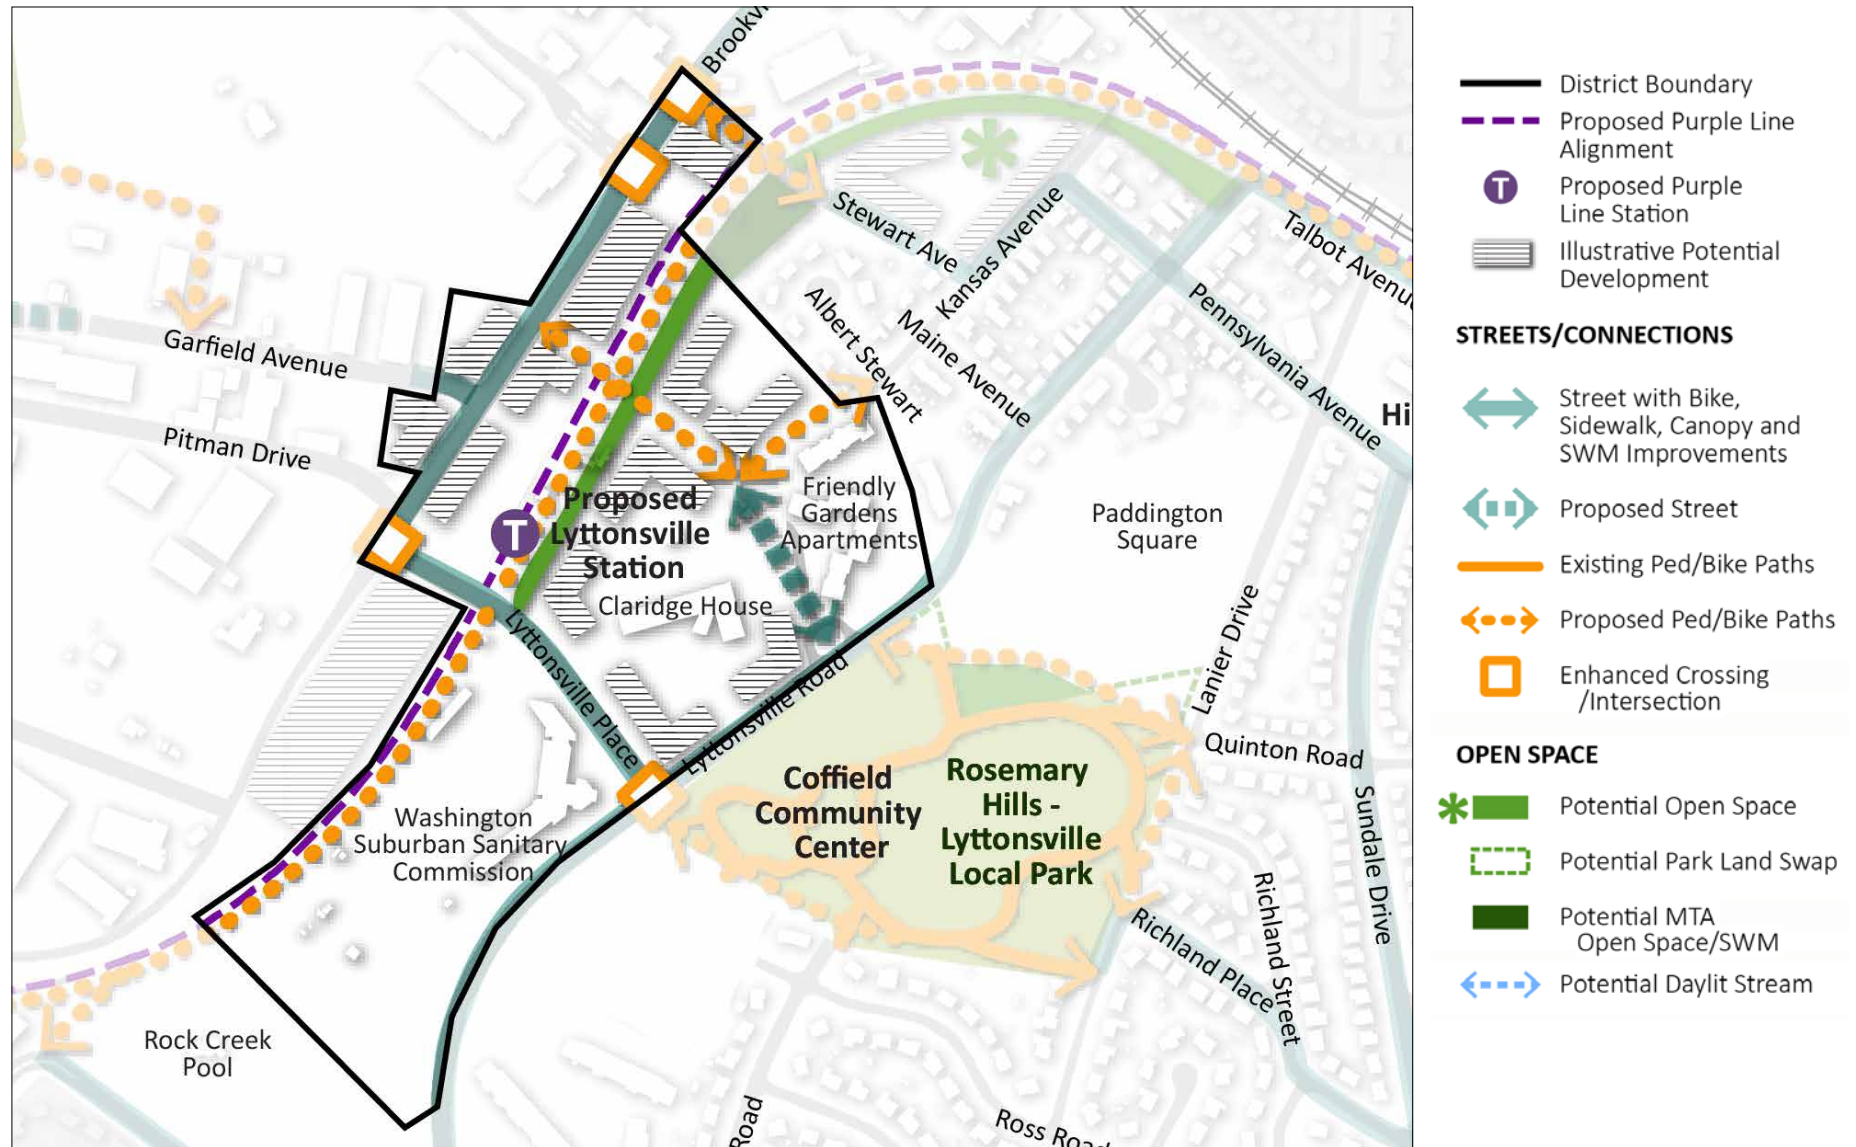 Brookvi
Stewart Ave
Kansas Avenue
Talbot Avenu
Albert Stewart
Maine Avenue
Pennsylvania Avenue
Garfield Avenue
Pitman Drive
Hi
Proposed
Lyttonsville
Station
T
Friendly
Gardens
Apartments
Paddington
Square
Claridge House
Lyttonsville Place
Lyttonsville Road
Lanier Drive
Quinton Road
Sundale Drive
Coffield
Community
Center
Rosemary
Hills -
Lyttonsville
Local Park
Washington
Suburban Sanitary
Commission
Richland Place
Richland Street
Rock Creek
Pool
Road
Ross Road
District Boundary
Proposed Purple Line
Alignment
T
Proposed Purple
Line Station
Illustrative Potential
Development
STREETS/CONNECTIONS
Street with Bike,
Sidewalk, Canopy and
SWM Improvements
Proposed Street
Existing Ped/Bike Paths
Proposed Ped/Bike Paths
Enhanced Crossing
/Intersection
OPEN SPACE
Potential Open Space
Potential Park Land Swap
Potential MTA
Open Space/SWM
Potential Daylit Stream